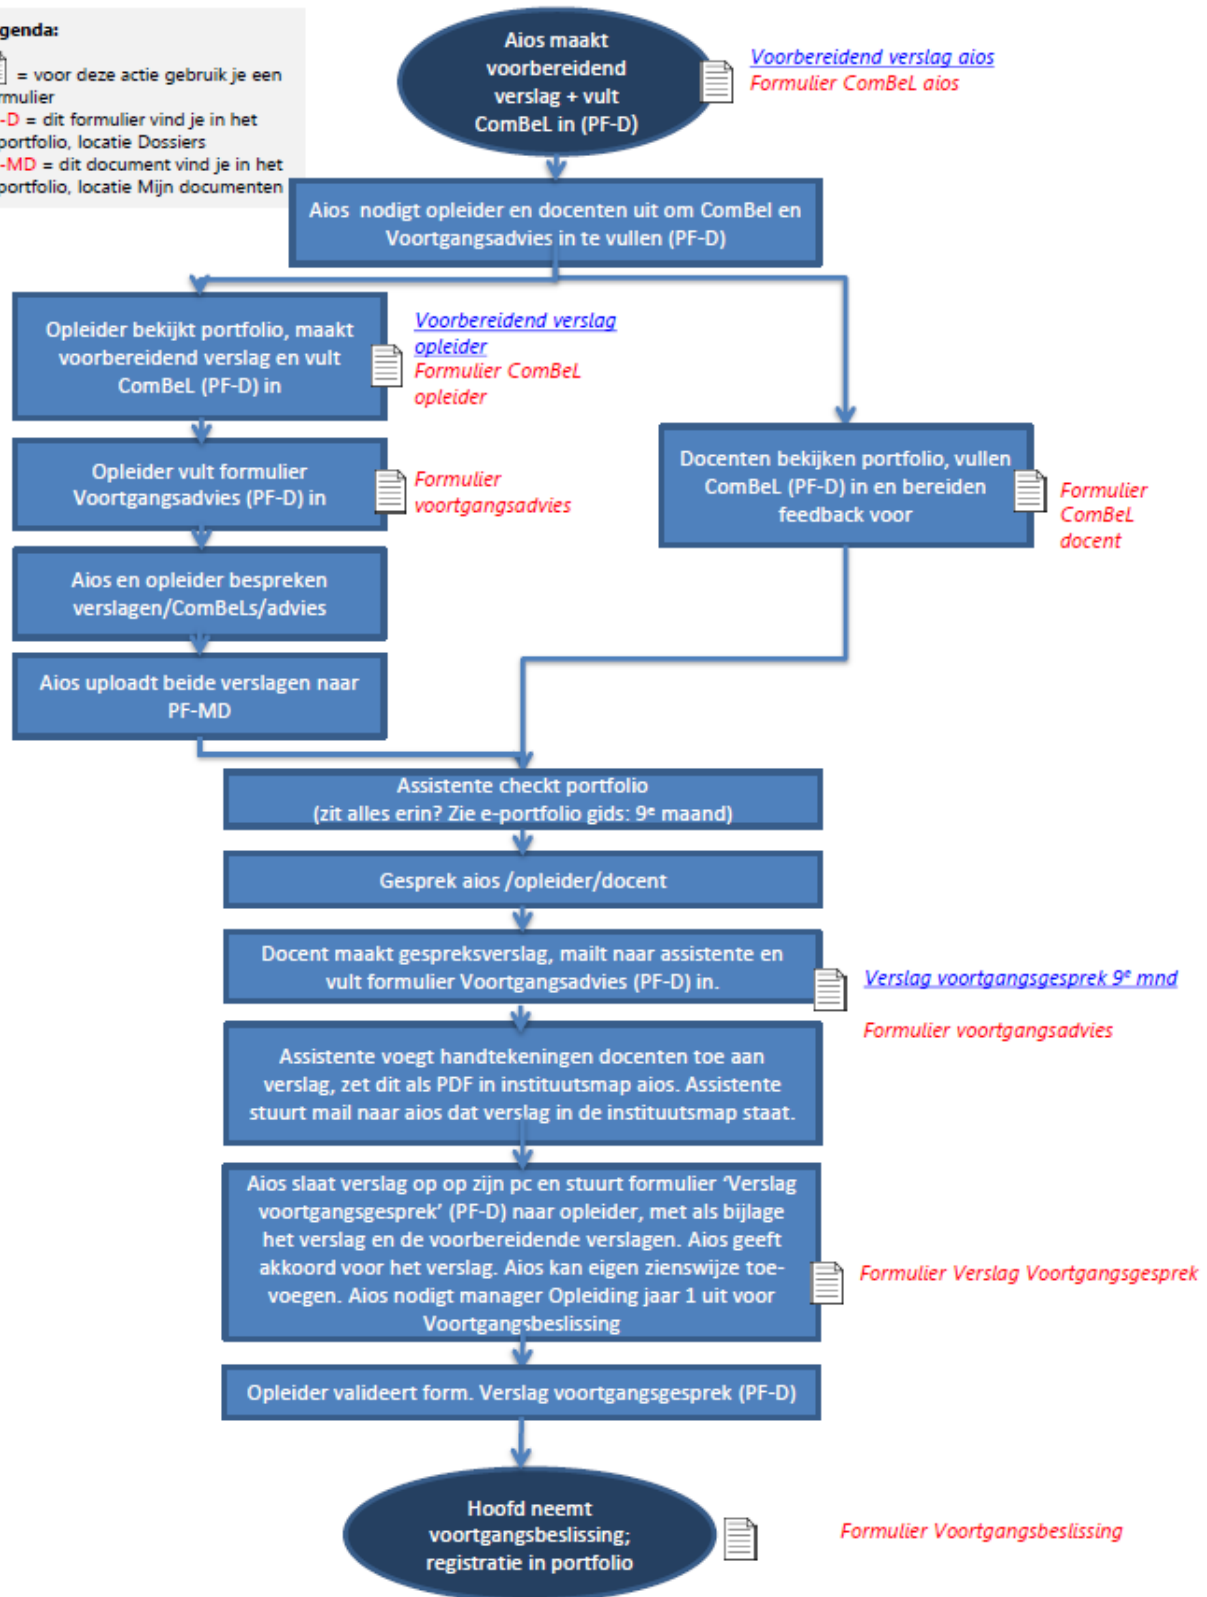 genda:
= voor deze actie gebruik je een
rmulier
-D = dit formulier vind je in het
portfolio, locatie Dossiers
-MD = dit document vind je in het
portfolio, locatie Mijn documenten
Aios maakt
voorbereidend
verslag + vult
ComBeL in (PF-D)
Voorbereidend verslag aios
Formulier ComBeL aios
Aios nodigt opleider en docenten uit om ComBel en
Voortgangsadvies in te vullen (PF-D)
Opleider bekijkt portfolio, maakt
voorbereidend verslag en vult
ComBeL (PF-D) in
Voorbereidend verslag
opleider
Formulier ComBeL
opleider
Opleider vult formulier
Voortgangsadvies (PF-D) in
Formulier
voortgangsadvies
Docenten bekijken portfolio, vullen
ComBeL (PF-D) in en bereiden
feedback voor
Formulier
ComBeL
docent
Aios en opleider bespreken
verslagen/ComBeLs/advies
Aios uploadt beide verslagen naar
PF-MD
Assistente checkt portfolio
(zit alles erin? Zie e-portfolio gids: 9e maand)
Gesprek aios /opleider/docent
Docent maakt gespreksverslag, mailt naar assistente en
vult formulier Voortgangsadvies (PF-D) in.
Verslag voortgangsgesprek 9e mnd
Formulier voortgangsadvies
Assistente voegt handtekeningen docenten toe aan
verslag, zet dit als PDF in instituutsmap aios. Assistente
stuurt mail naar aios dat verslag in de instituutsmap staat.
Aios slaat verslag op op zijn pc en stuurt formulier ‘Verslag
voortgangsgesprek’ (PF-D) naar opleider, met als bijlage
het verslag en de voorbereidende verslagen. Aios geeft
akkoord voor het verslag. Aios kan eigen zienswijze toe-
voegen. Aios nodigt manager Opleiding jaar 1 uit voor
Voortgangsbeslissing
Formulier Verslag Voortgangsgesprek
Opleider valideert form. Verslag voortgangsgesprek (PF-D)
Hoofd neemt
voortgangsbeslissing;
registratie in portfolio
Formulier Voortgangsbeslissing